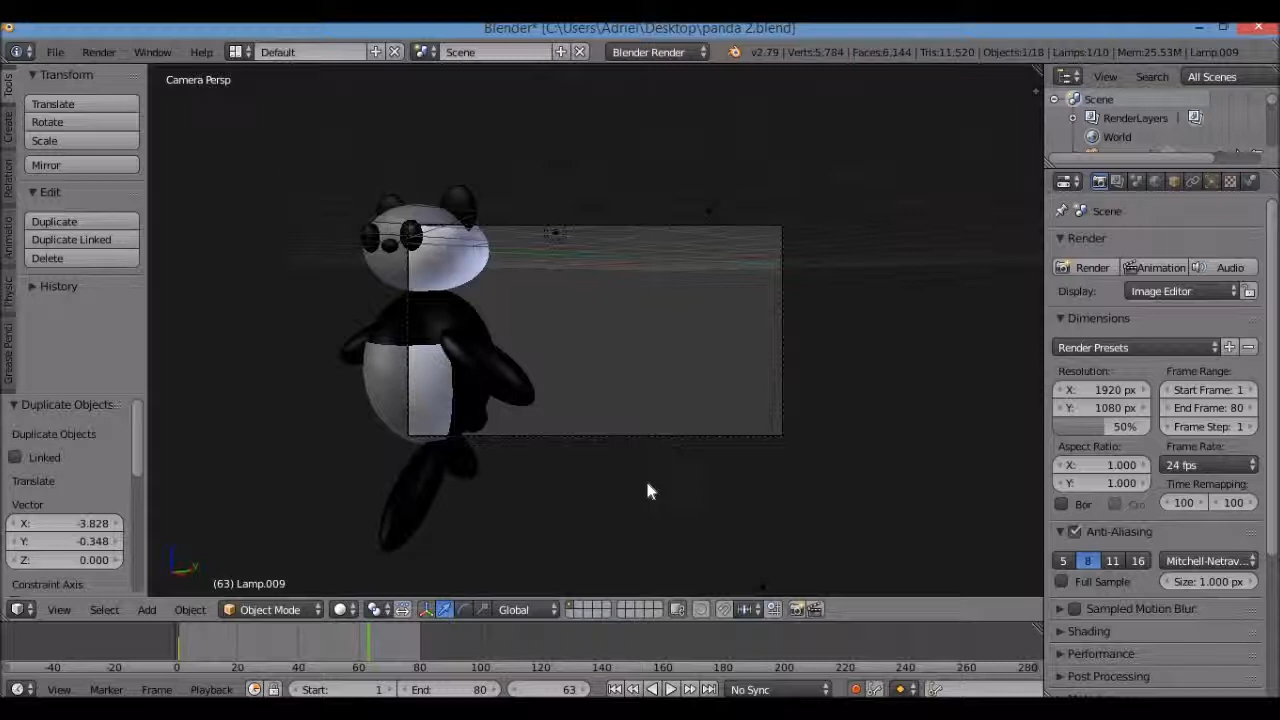 Blender* [C:\Users\Adriel\Desktop\panda 2.blend]
File Render Window Help Default Scene Blender Render v2.79 | Verts:5,784 | Faces:6,144 | Tris:11,520 | Objects:1/18 | Lamps:1/10 | Mem:25.53M | Lamp.009
Transform
Translate
Rotate
Scale
Mirror
Edit
Duplicate
Duplicate Linked
Delete
History
Tools
Create
Relation
Animatio
Physic
Grease Penci
Duplicate Objects
Duplicate Objects
Linked
Translate
Vector
X: -3.828
Y: -0.348
Z: 0.000
Constraint Axis
Camera Persp
(63) Lamp.009
View Select Add Object Object Mode Global
View Search All Scenes
Scene
RenderLayers |
World
Scene
Render
Render Animation Audio
Display: Image Editor
Dimensions
Render Presets
Resolution: Frame Range:
X: 1920 px Start Frame: 1
Y: 1080 px End Frame: 80
50% Frame Step: 1
Aspect Ratio: Frame Rate:
X: 1.000 24 fps
Y: 1.000 Time Remapping:
Bor 100 100
Anti-Aliasing
5 8 11 16 Mitchell-Netrav...
Full Sample Size: 1.000 px
Sampled Motion Blur
Shading
Performance
Post Processing
-40 -20 0 20 40 60 80 100 120 140 160 180 200 220 240 260 280
View Marker Frame Playback Start: 1 End: 80 63 No Sync